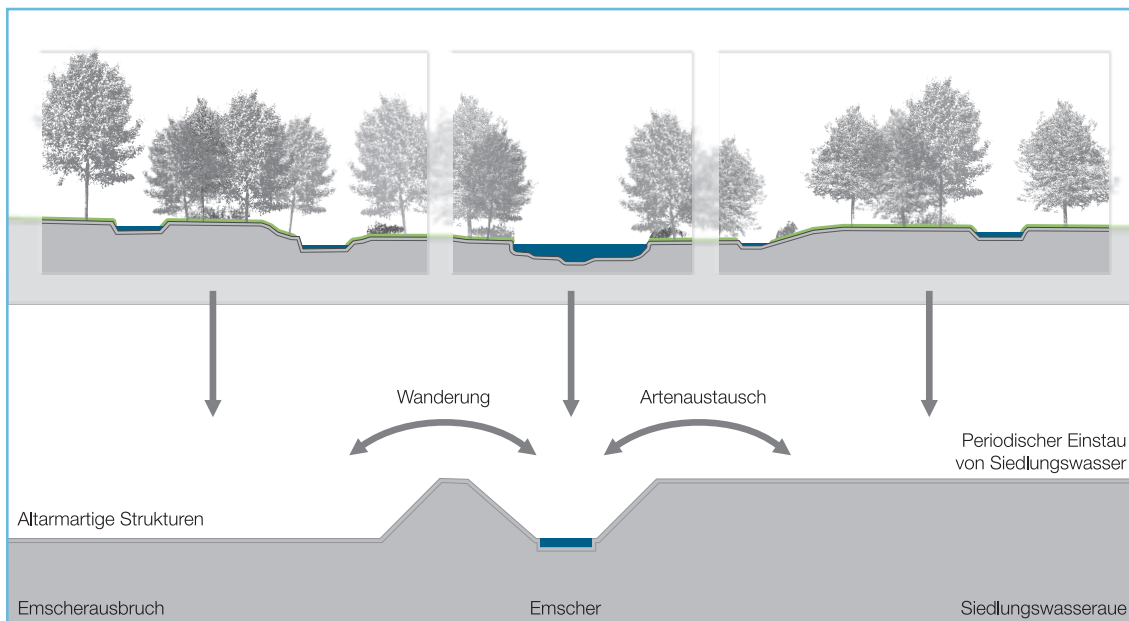 Wanderung
Artenaustausch
Periodischer Einstau
von Siedlungswasser
Altarmartige Strukturen
Emscherausbruch
Emscher
Siedlungswasseraue